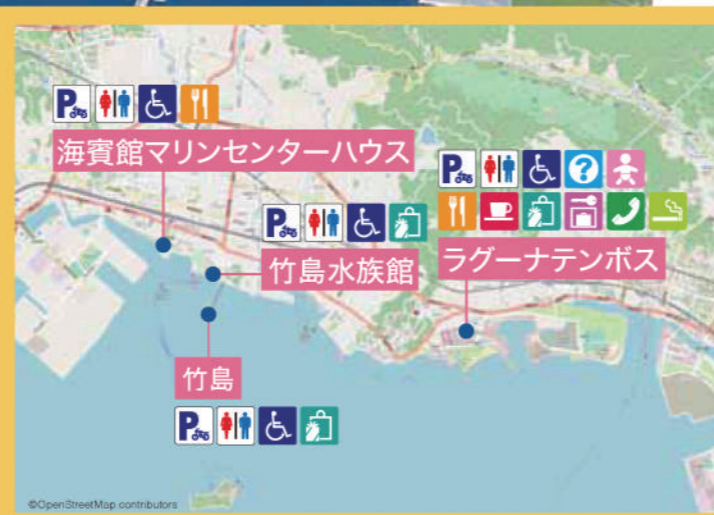 海賓館マリンセンターハウス
竹島水族館
ラグーナテンボス
竹島
©OpenStreetMap contributors